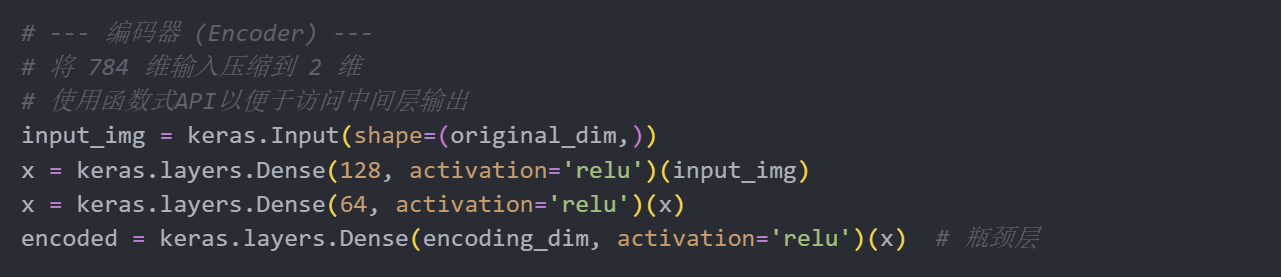 # --- 编码器 (Encoder) ---
# 将 784 维输入压缩到 2 维
# 使用函数式API以便于访问中间层输出
input_img = keras.Input(shape=(original_dim,))
x = keras.layers.Dense(128, activation='relu')(input_img)
x = keras.layers.Dense(64, activation='relu')(x)
encoded = keras.layers.Dense(encoding_dim, activation='relu')(x)  # 瓶颈层